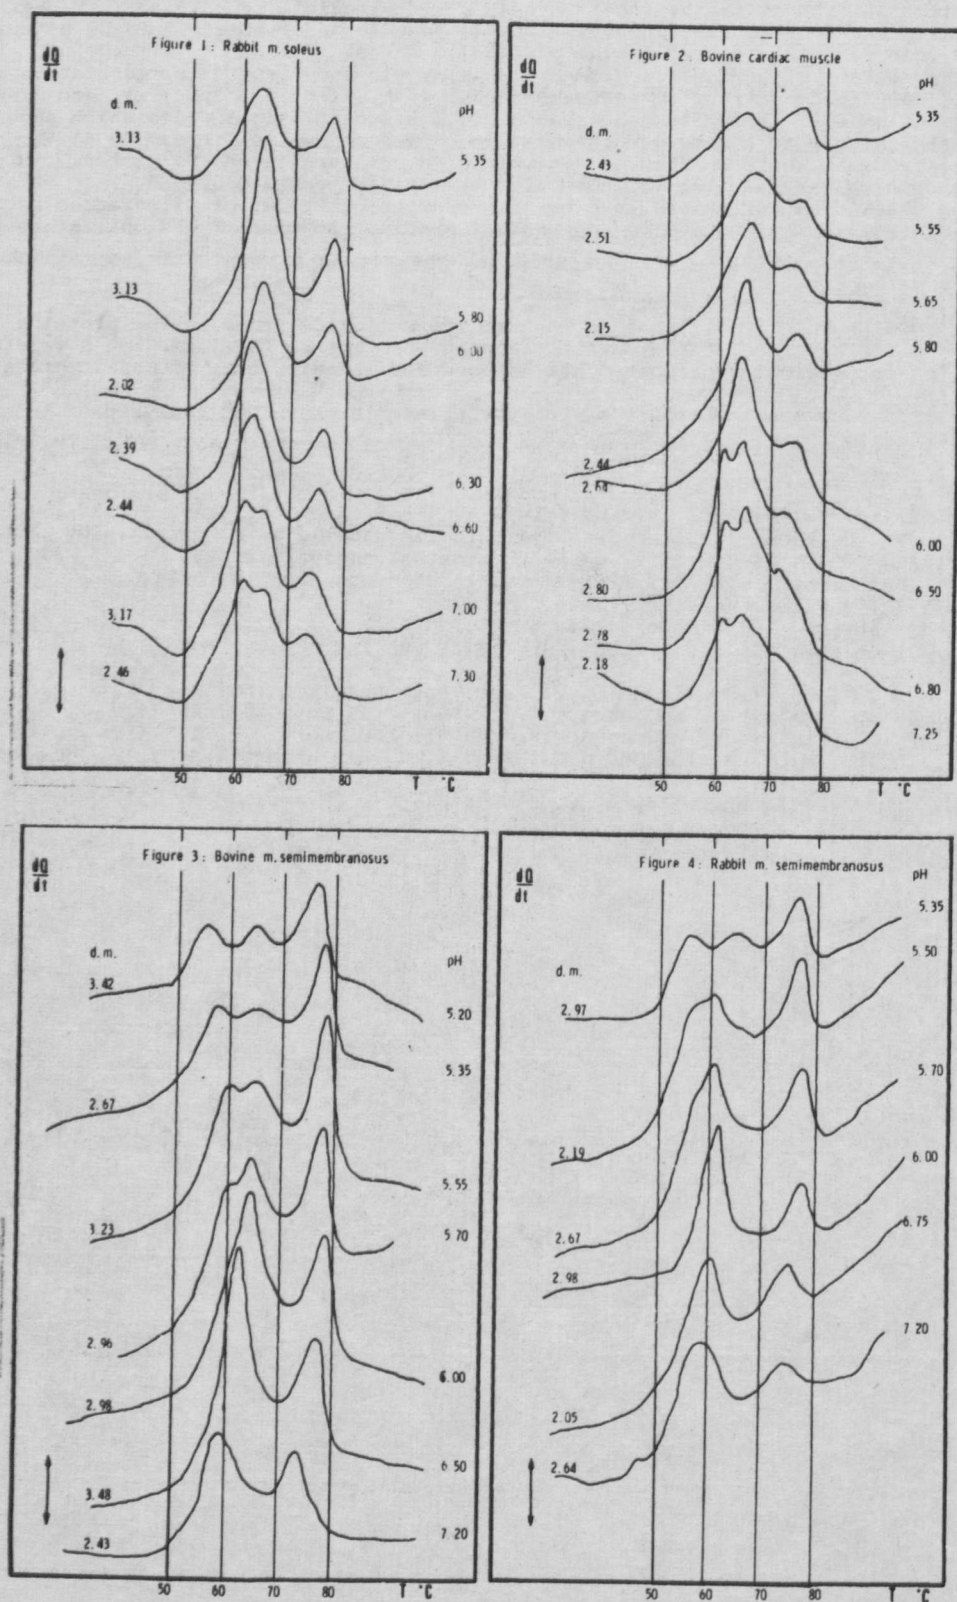 Figure 1: Rabbit m. soleus
dQ
dt
d.m.
pH
3.13
5.35
3.13
5.80
6.00
2.02
2.39
6.30
2.44
6.60
7.00
3.17
2.46
7.30
50 60 70 80 T °C
Figure 2. Bovine cardiac muscle
dQ
dt
pH
5.35
d.m.
2.43
5.55
2.51
5.65
2.15
5.80
2.44
2.64
6.00
2.80
6.50
2.78
2.18
6.80
7.25
50 60 70 80 T °C
Figure 3: Bovine m. semimembranosus
dQ
dt
d.m.
pH
3.42
5.20
5.35
2.67
5.55
3.23
5.70
2.96
6.00
2.98
6.50
3.48
7.20
2.43
50 60 70 80 T °C
Figure 4: Rabbit m. semimembranosus
dQ
dt
pH
5.35
5.50
d.m.
2.97
5.70
2.19
6.00
2.67
6.75
2.98
7.20
2.05
2.64
50 60 70 80 T °C